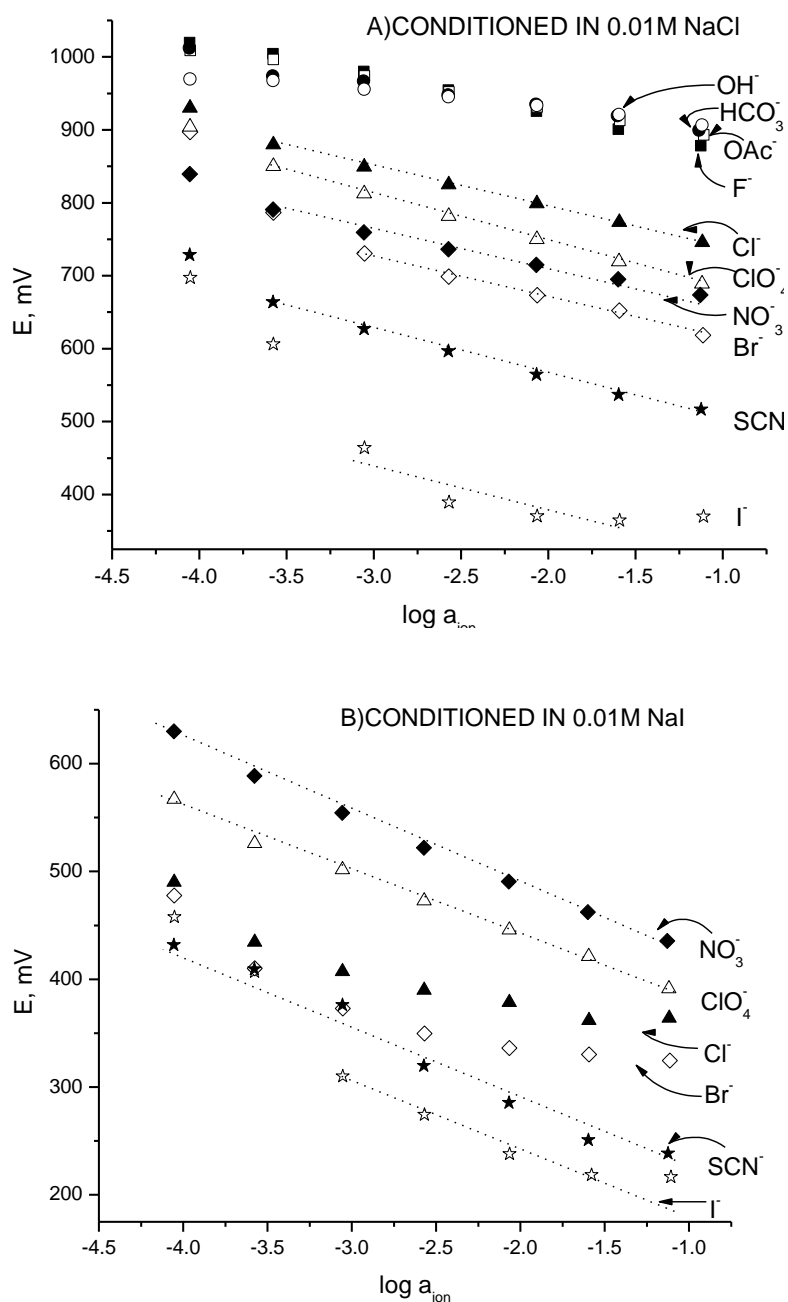 A)CONDITIONED IN 0.01M NaCl
E, mV
1000
900
800
700
600
500
400
OH⁻
HCO₃⁻
OAc⁻
F⁻
Cl⁻
ClO₄
NO₃⁻
Br⁻
SCN
I⁻
-4.5 -4.0 -3.5 -3.0 -2.5 -2.0 -1.5 -1.0
log a_ion
B)CONDITIONED IN 0.01M NaI
E, mV
600
500
400
300
200
NO₃⁻
ClO₄⁻
Cl⁻
Br⁻
SCN⁻
I⁻
-4.5 -4.0 -3.5 -3.0 -2.5 -2.0 -1.5 -1.0
log a_ion